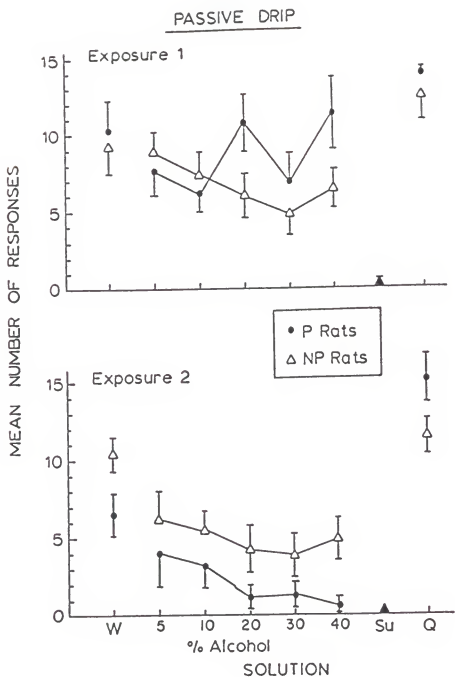 PASSIVE DRIP
Exposure 1
15
10
5
0
● P Rats
△ NP Rats
Exposure 2
15
10
5
0
MEAN NUMBER OF RESPONSES
W 5 10 20 30 40 Su Q
% Alcohol
SOLUTION